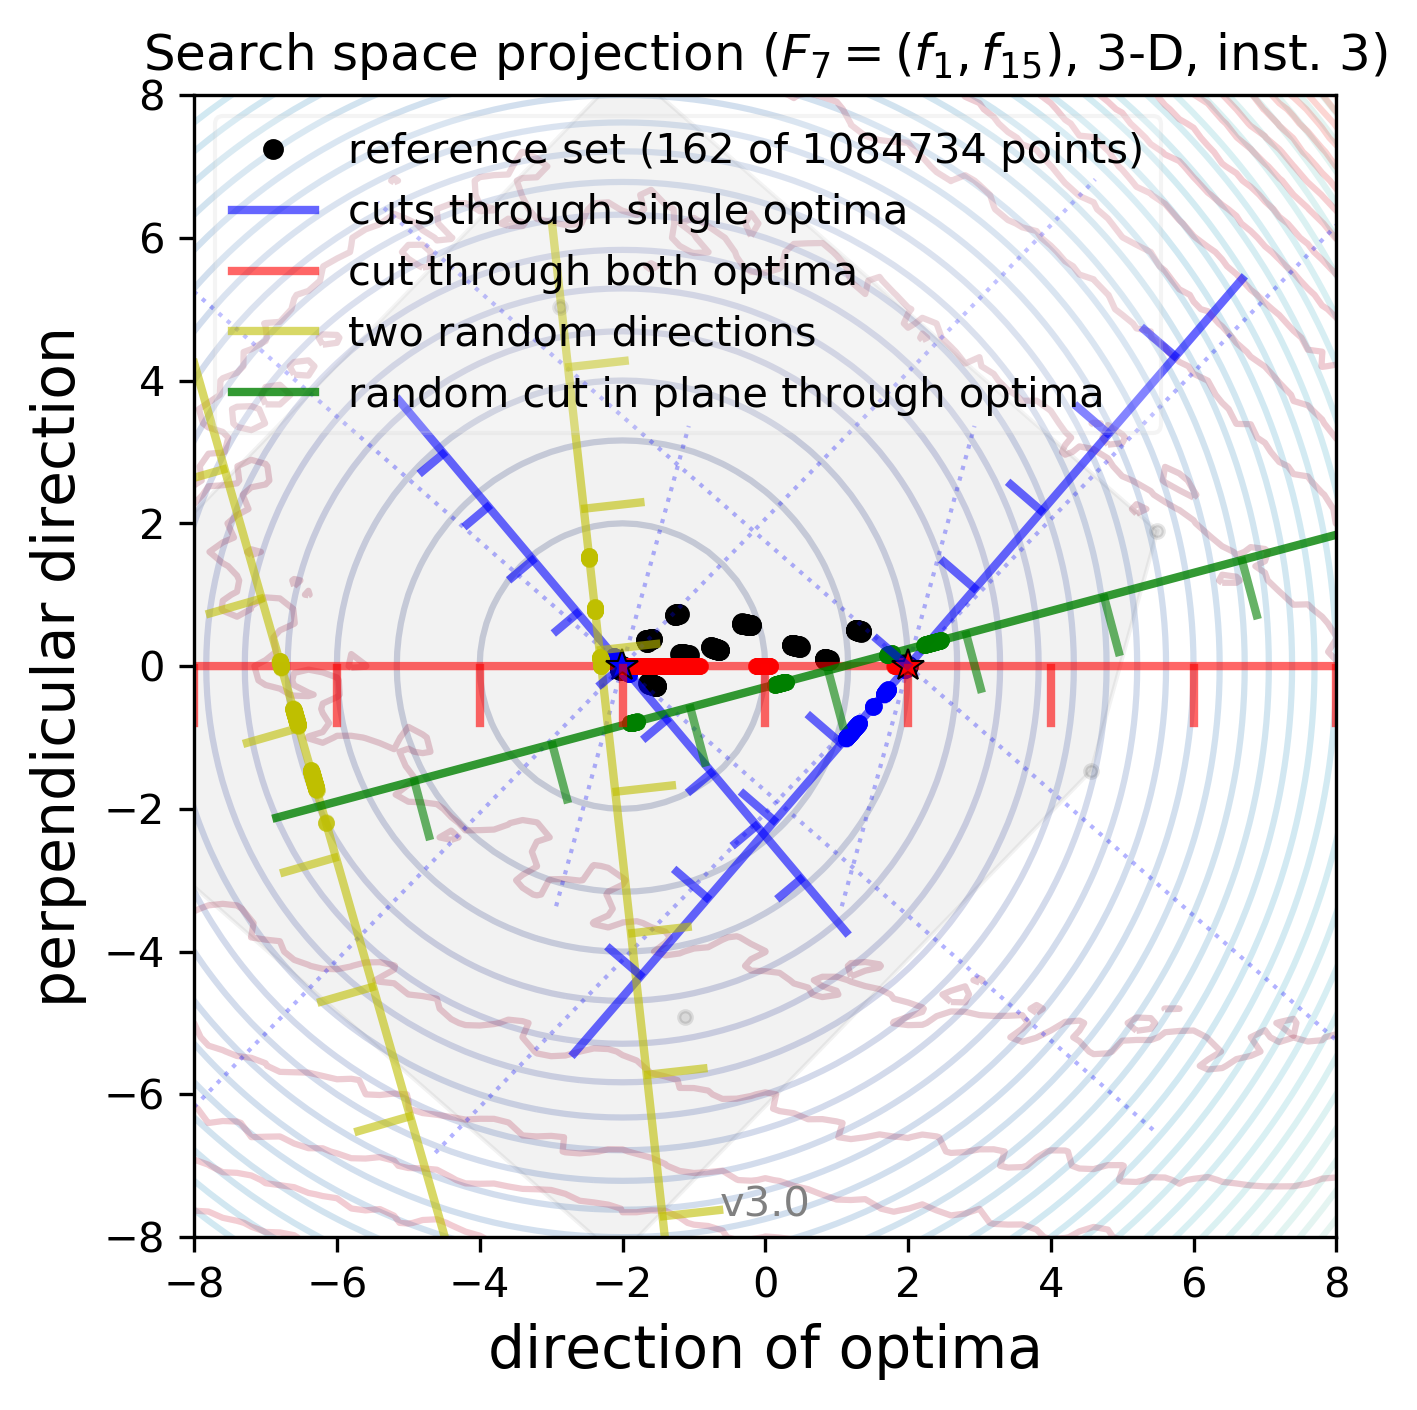 Search space projection (F₇ = (f₁, f₁₅), 3-D, inst. 3)
reference set (162 of 1084734 points)
cuts through single optima
cut through both optima
two random directions
random cut in plane through optima
8
6
4
2
0
−2
−4
−6
−8
perpendicular direction
v3.0
−8 −6 −4 −2 0 2 4 6 8
direction of optima